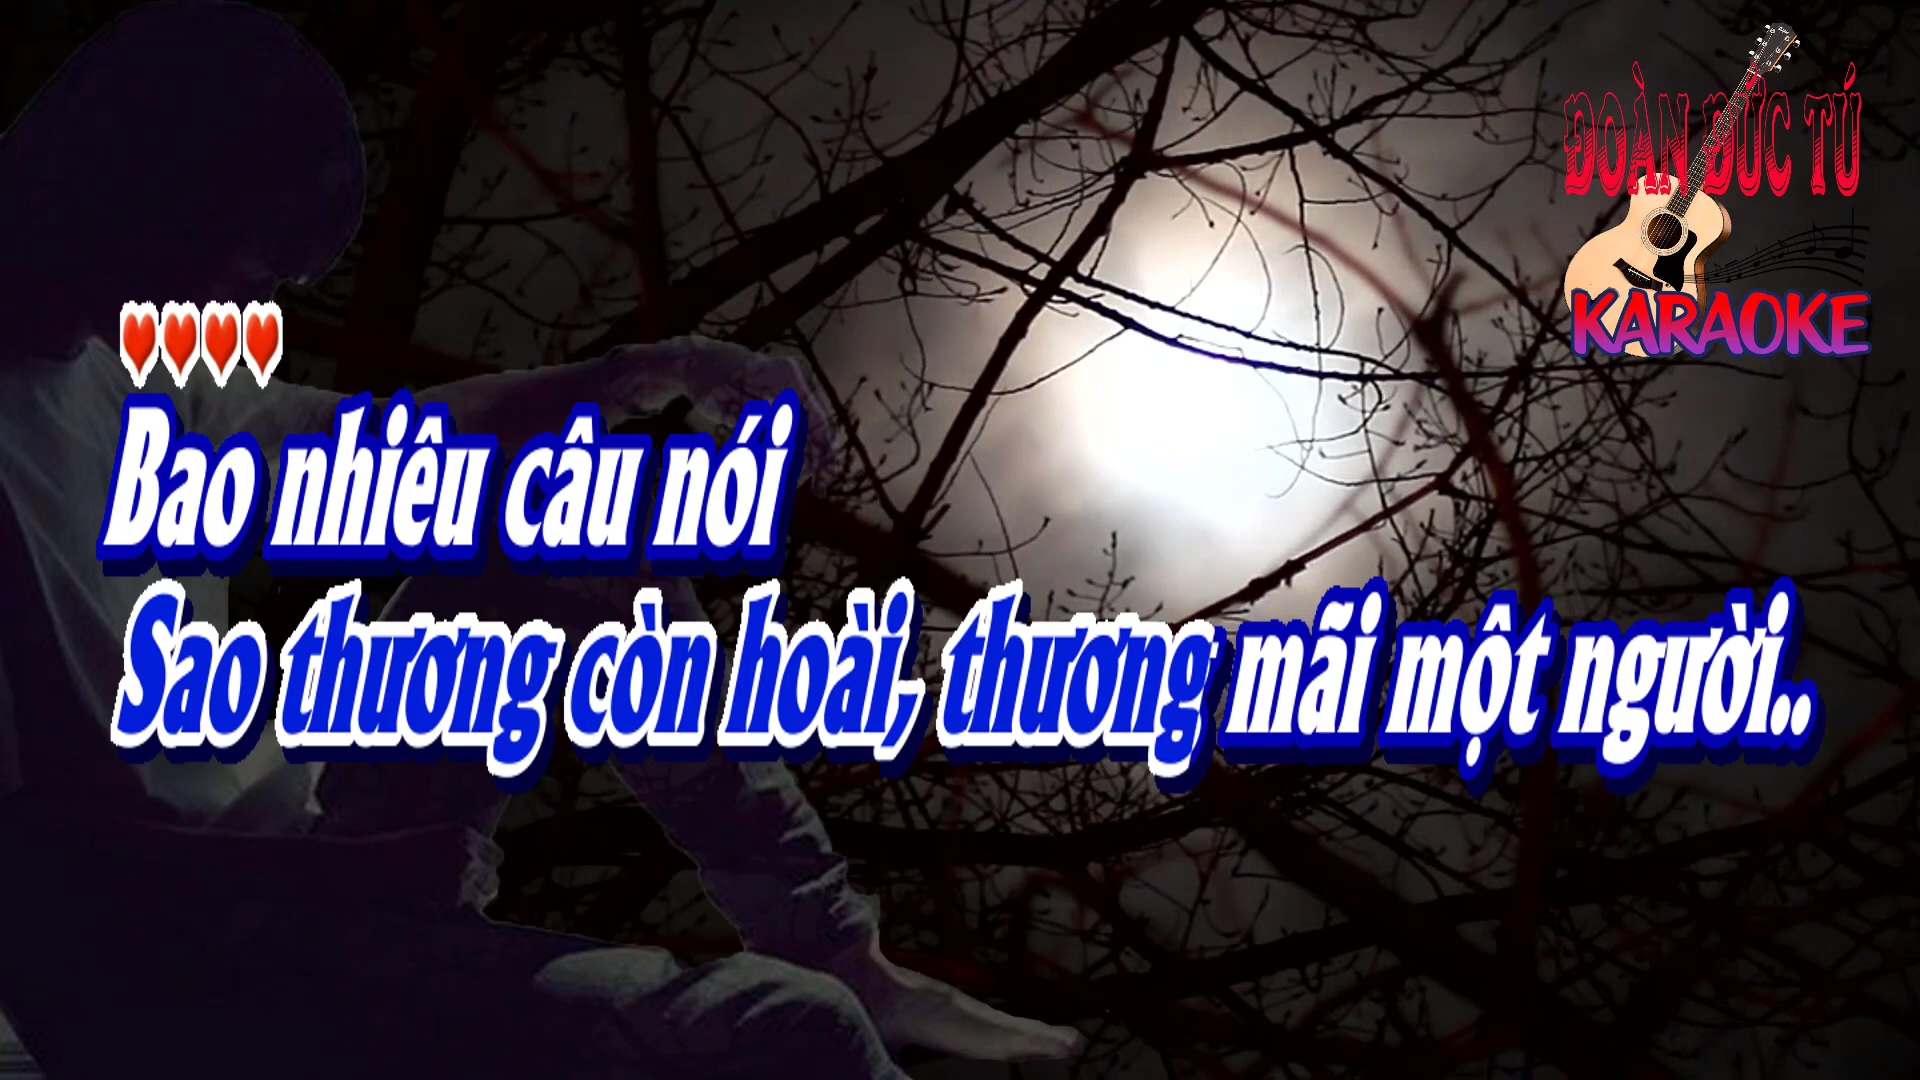 ĐOÀN ĐỨC TÚ
KARAOKE
Bao nhiêu câu nói
Sao thương còn hoài, thương mãi một người..